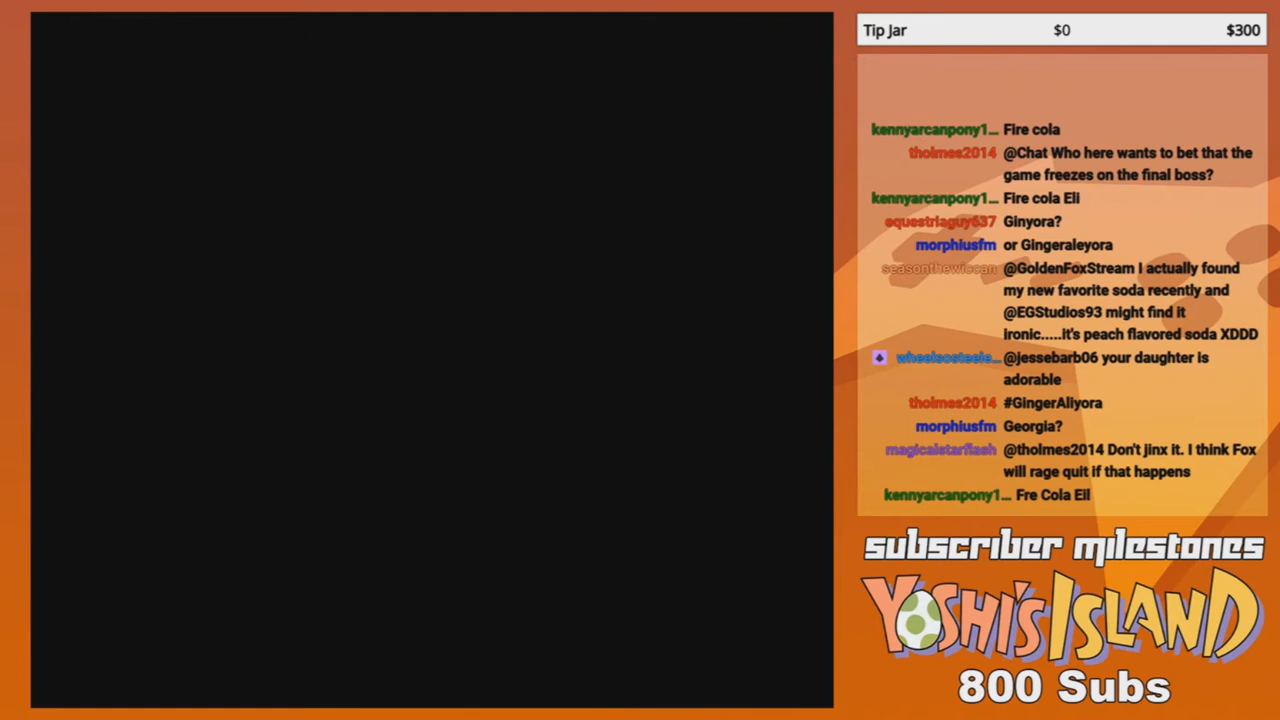 Tip Jar $0 $300
kennyarcanpony1... Fire cola
tholmes2014 @Chat Who here wants to bet that the
game freezes on the final boss?
kennyarcanpony1... Fire cola Eli
equestriaguy637 Ginyora?
morphiusfm or Gingeraleyora
seasonthewiccan @GoldenFoxStream I actually found
my new favorite soda recently and
@EGStudios93 might find it
ironic.....it's peach flavored soda XDDD
wheelsosteele... @jessebarb06 your daughter is
adorable
tholmes2014 #GingerAliyora
morphiusfm Georgia?
magicalstarflash @tholmes2014 Don't jinx it. I think Fox
will rage quit if that happens
kennyarcanpony1... Fre Cola Eil
subscriber milestones
YOSHI'S ISLAND
800 Subs